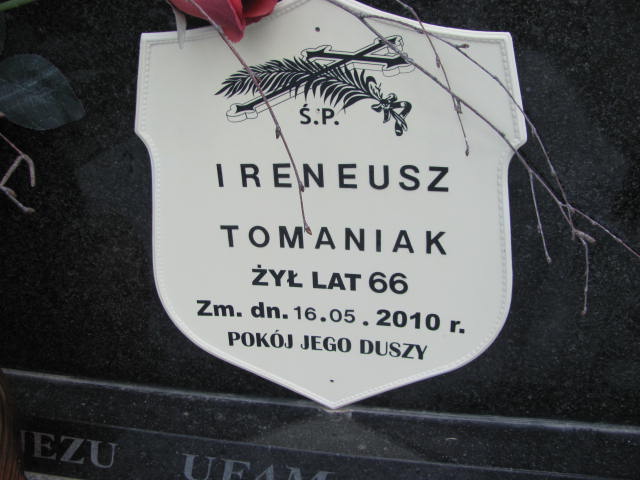 Ś.P.
IRENEUSZ
TOMANIAK
ŻYŁ LAT 66
Zm. dn. 16.05.2010 r.
POKÓJ JEGO DUSZY
JEZU UFAM